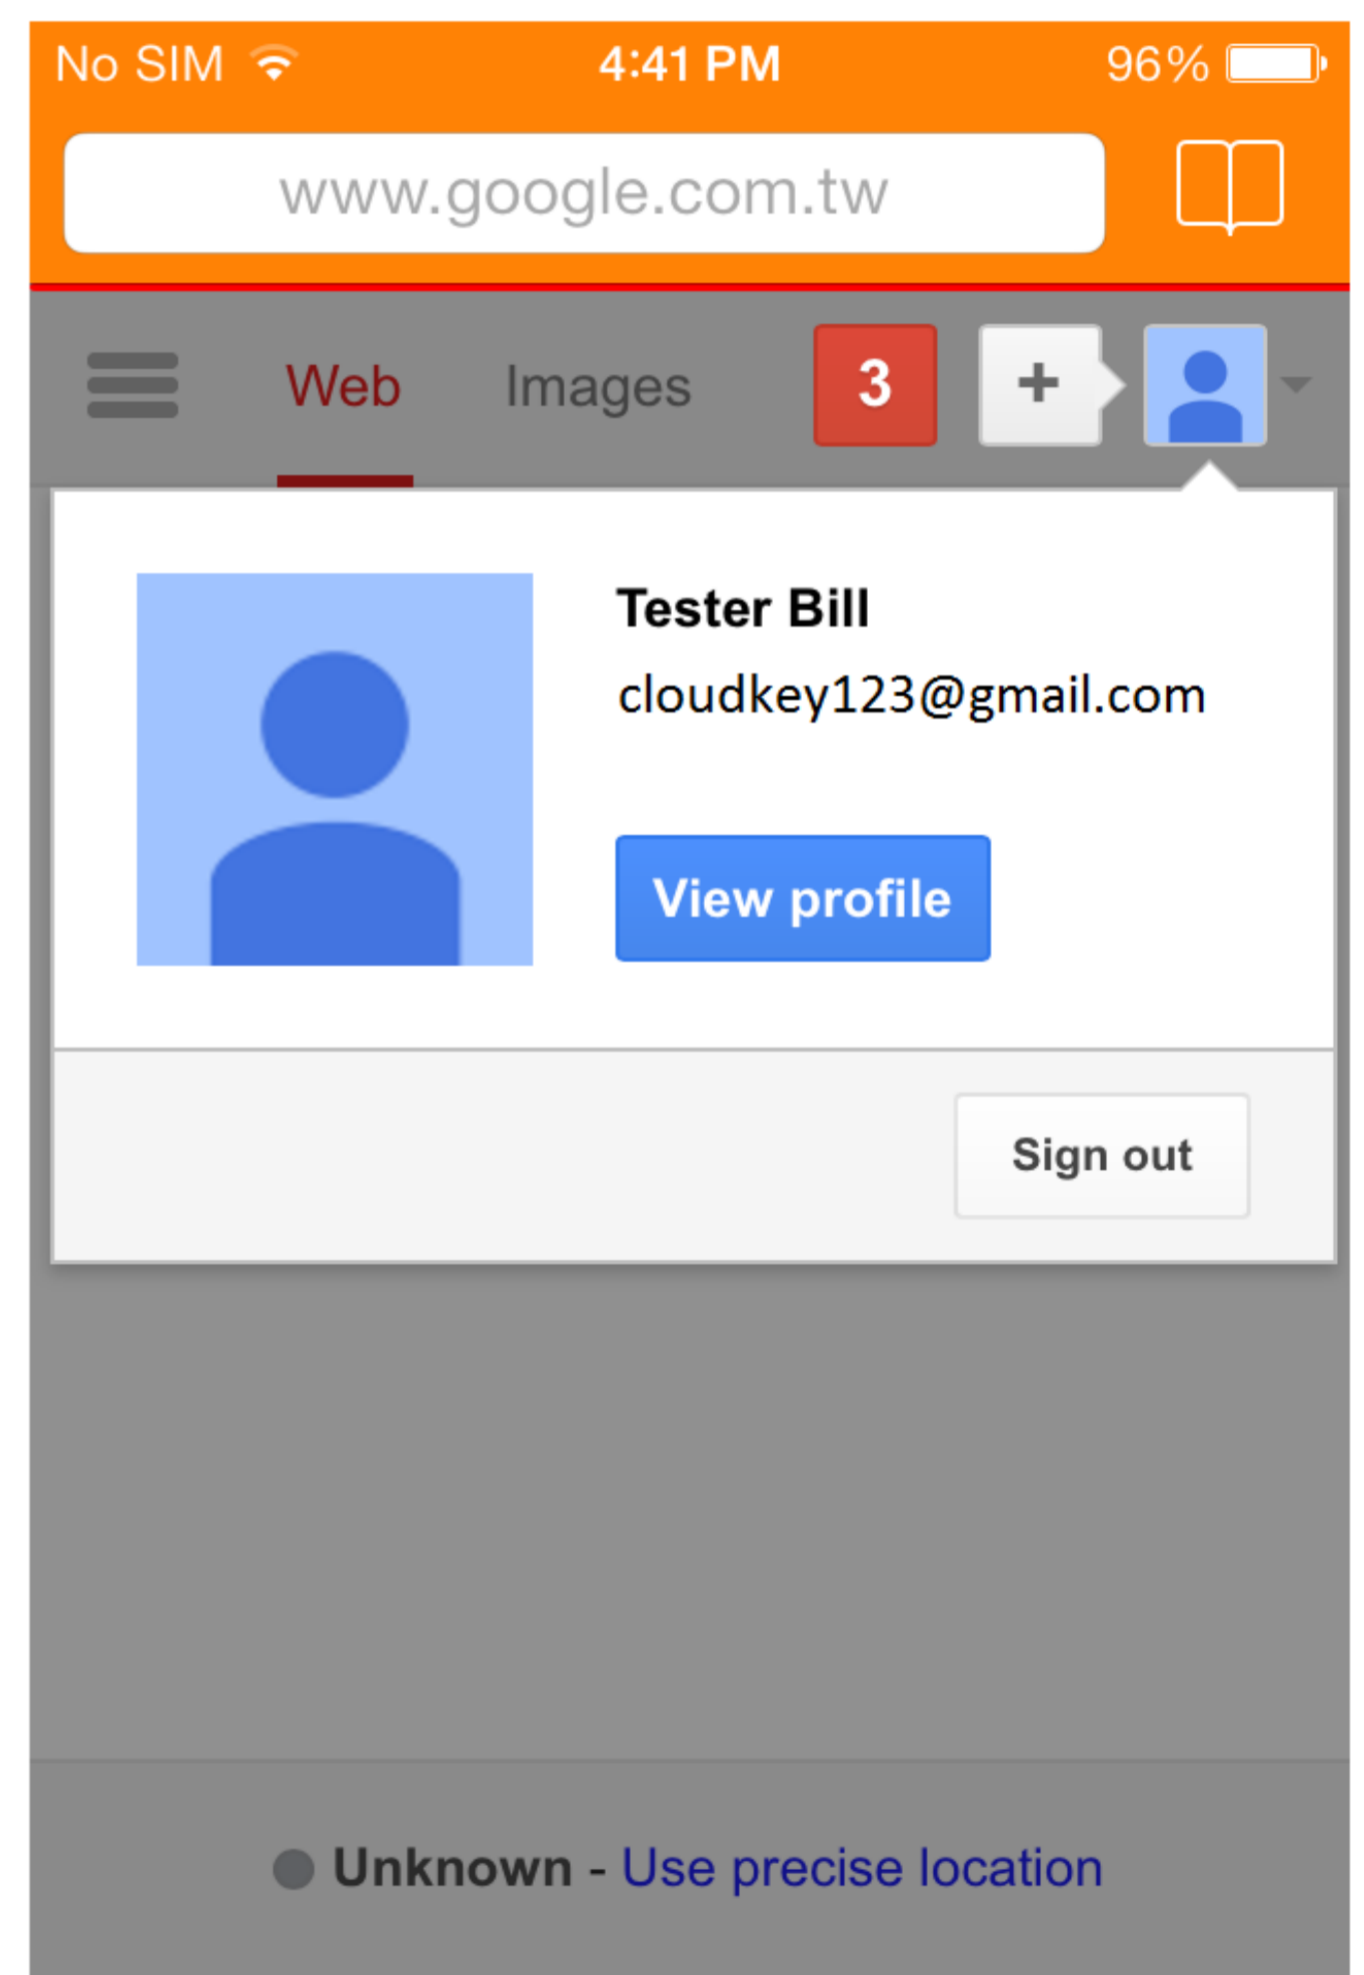 No SIM 4:41 PM 96%
www.google.com.tw
Web Images 3 +
Tester Bill
cloudkey123@gmail.com
View profile
Sign out
Unknown - Use precise location